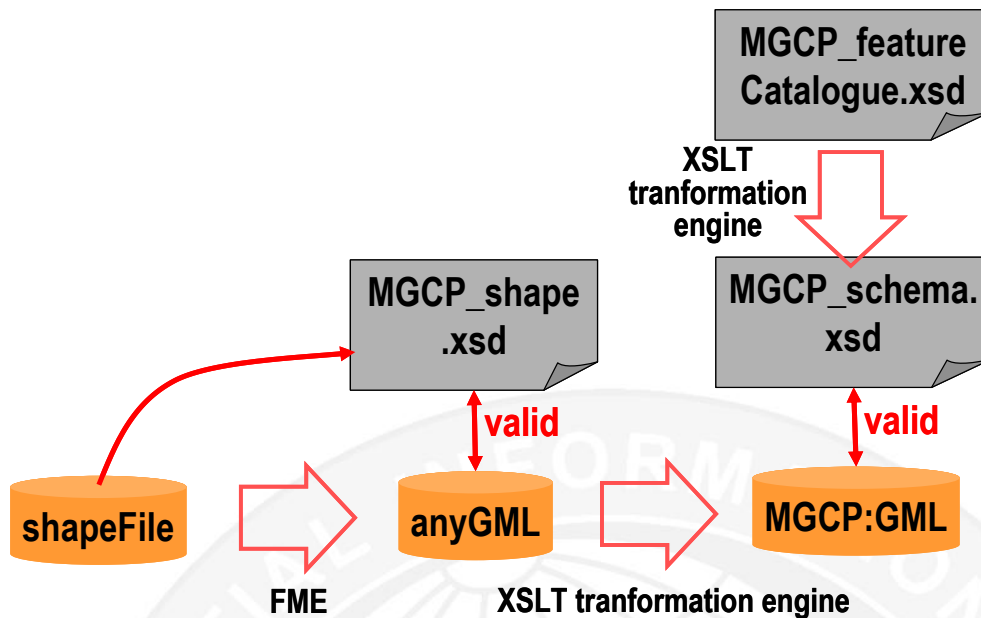 MGCP_feature
Catalogue.xsd
XSLT
tranformation
engine
MGCP_shape
.xsd
MGCP_schema.
xsd
valid
valid
shapeFile
anyGML
MGCP:GML
FME
XSLT tranformation engine